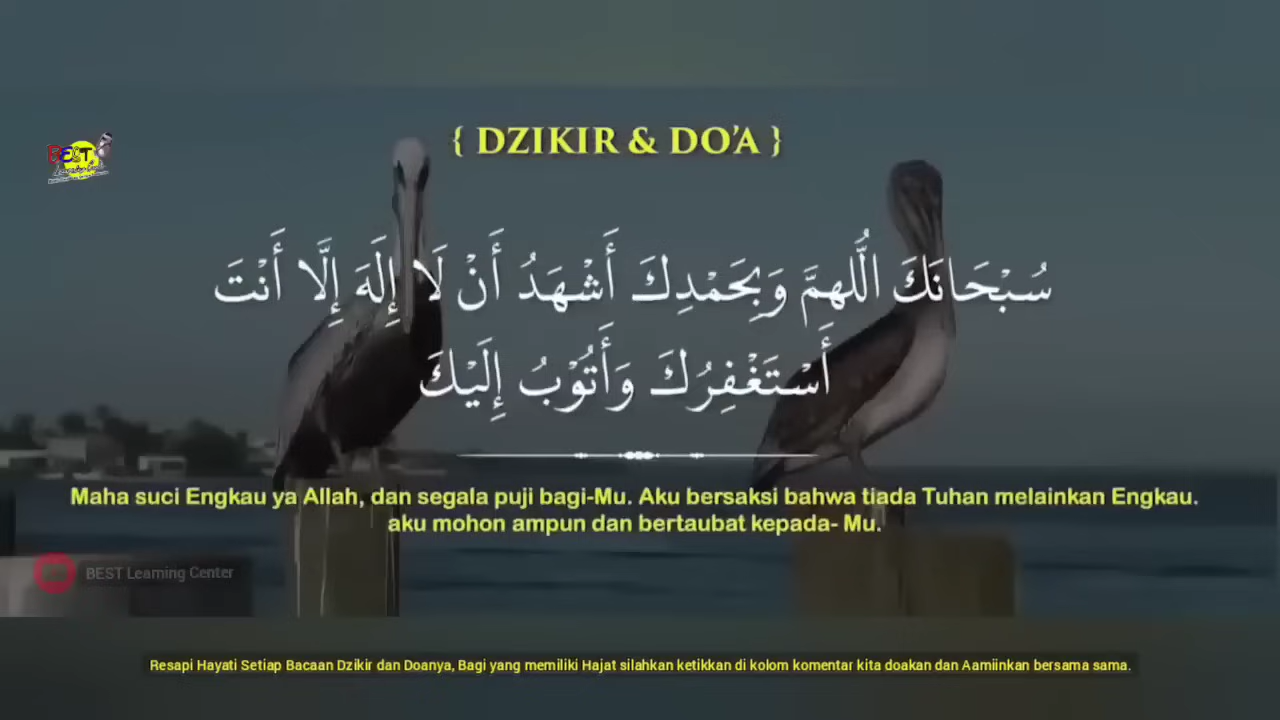 { DZIKIR & DO'A }
BEST
سُبْحَانَكَ اللَّهُمَّ وَبِحَمْدِكَ أَشْهَدُ أَنْ لَا إِلَهَ إِلَّا أَنْتَ
أَسْتَغْفِرُكَ وَأَتُوْبُ إِلَيْكَ
Maha suci Engkau ya Allah, dan segala puji bagi-Mu. Aku bersaksi bahwa tiada Tuhan melainkan Engkau.
aku mohon ampun dan bertaubat kepada- Mu.
BEST Learning Center
Resapi Hayati Setiap Bacaan Dzikir dan Doanya, Bagi yang memiliki Hajat silahkan ketikkan di kolom komentar kita doakan dan Aamiinkan bersama sama.